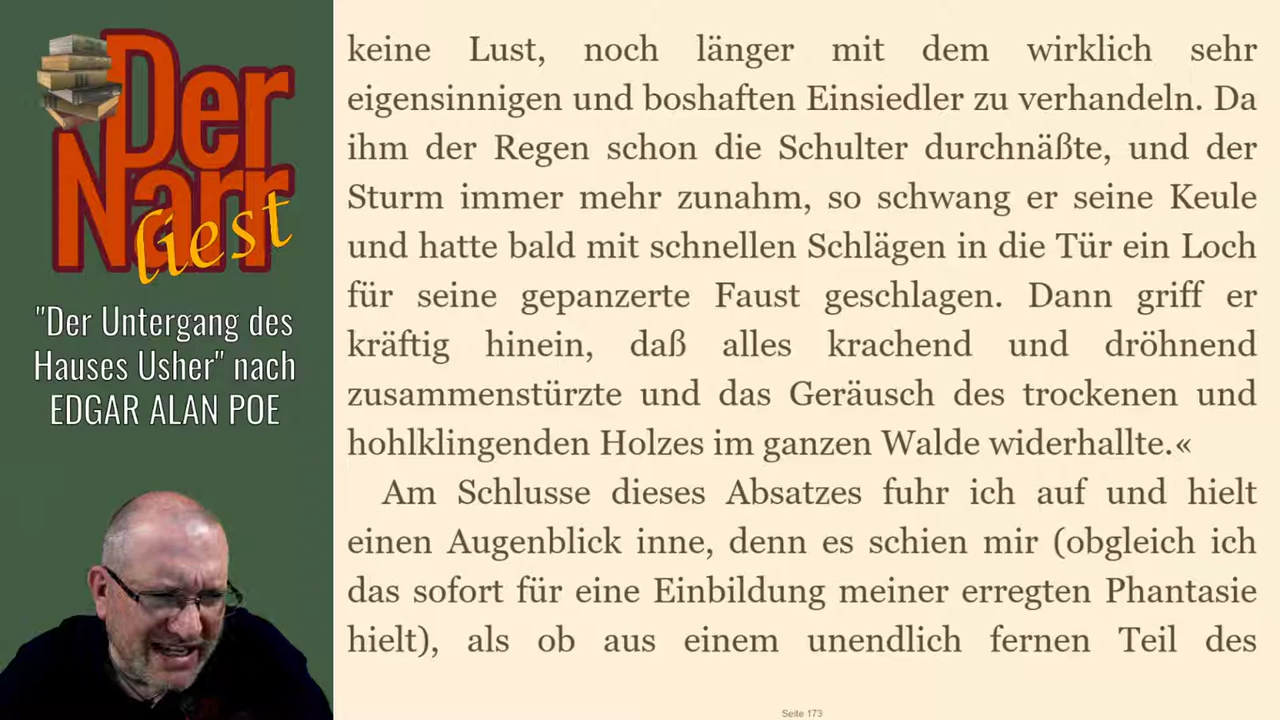 Der
Narr
liest
"Der Untergang des
Hauses Usher" nach
EDGAR ALAN POE
keine Lust, noch länger mit dem wirklich sehr
eigensinnigen und boshaften Einsiedler zu verhandeln. Da
ihm der Regen schon die Schulter durchnäßte, und der
Sturm immer mehr zunahm, so schwang er seine Keule
und hatte bald mit schnellen Schlägen in die Tür ein Loch
für seine gepanzerte Faust geschlagen. Dann griff er
kräftig hinein, daß alles krachend und dröhnend
zusammenstürzte und das Geräusch des trockenen und
hohlklingenden Holzes im ganzen Walde widerhallte.«
Am Schlusse dieses Absatzes fuhr ich auf und hielt
einen Augenblick inne, denn es schien mir (obgleich ich
das sofort für eine Einbildung meiner erregten Phantasie
hielt), als ob aus einem unendlich fernen Teil des
Seite 173